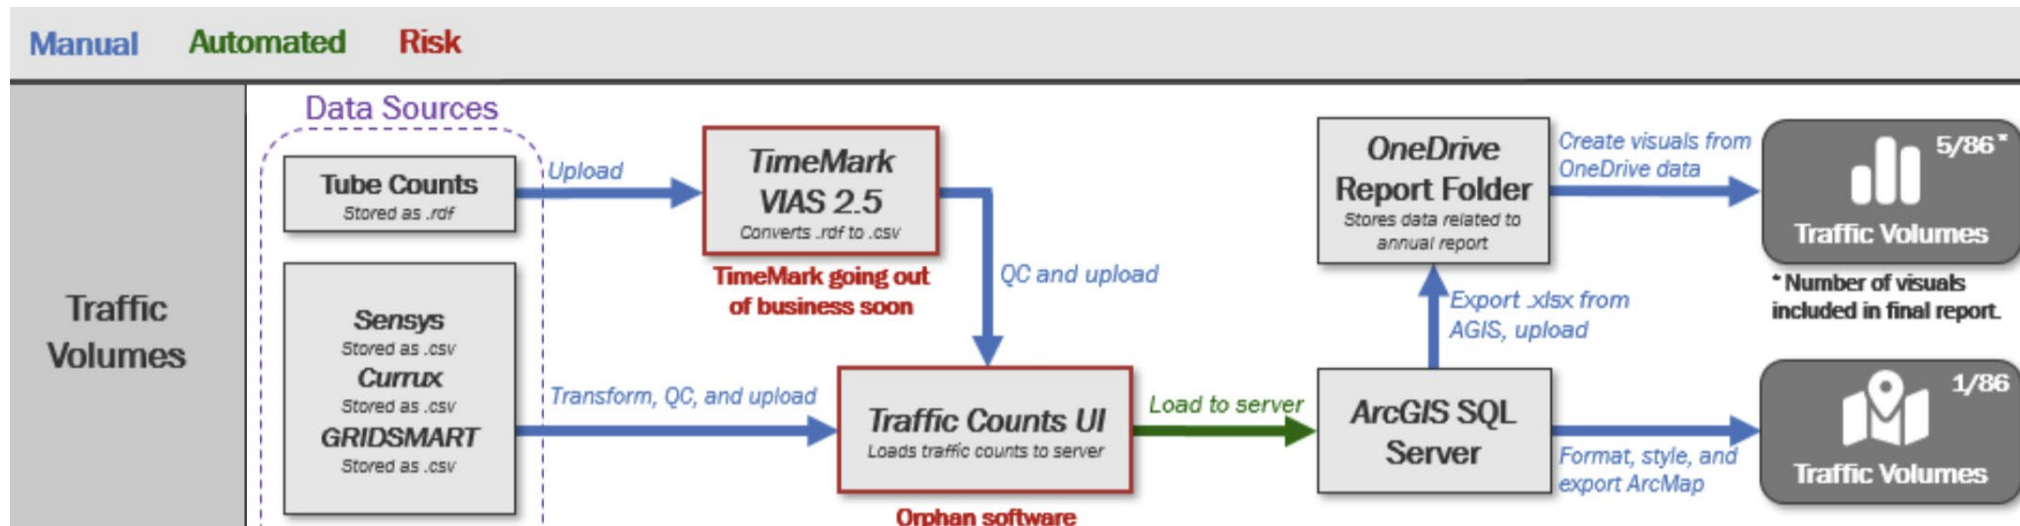 Manual Automated Risk
Traffic
Volumes
Data Sources
Tube Counts
Stored as .rdf
Sensys
Stored as .csv
Currux
Stored as .csv
GRIDSMART
Stored as .csv
Upload
TimeMark
VIAS 2.5
Converts .rdf to .csv
TimeMark going out
of business soon
QC and upload
Transform, QC, and upload
Traffic Counts UI
Loads traffic counts to server
Orphan software
Load to server
ArcGIS SQL
Server
Export .xlsx from
AGIS, upload
OneDrive
Report Folder
Stores data related to
annual report
Create visuals from
OneDrive data
5/86*
Traffic Volumes
* Number of visuals
included in final report.
Format, style, and
export ArcMap
1/86
Traffic Volumes